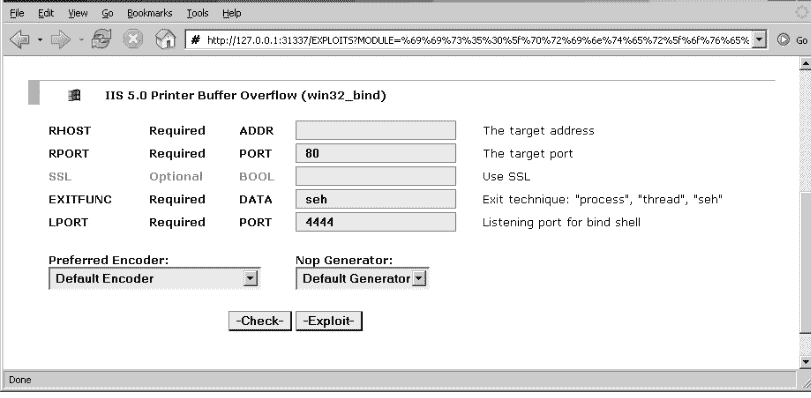 File Edit View Go Bookmarks Tools Help
# http://127.0.0.1:31337/EXPLOITS?MODULE=%69%69%73%35%30%5f%70%72%69%6e%74%65%72%5f%6f%76%65% Go
IIS 5.0 Printer Buffer Overflow (win32_bind)
RHOST Required ADDR The target address
RPORT Required PORT 80 The target port
SSL Optional BOOL Use SSL
EXITFUNC Required DATA seh Exit technique: "process", "thread", "seh"
LPORT Required PORT 4444 Listening port for bind shell
Preferred Encoder: Nop Generator:
Default Encoder Default Generator
-Check- -Exploit-
Done